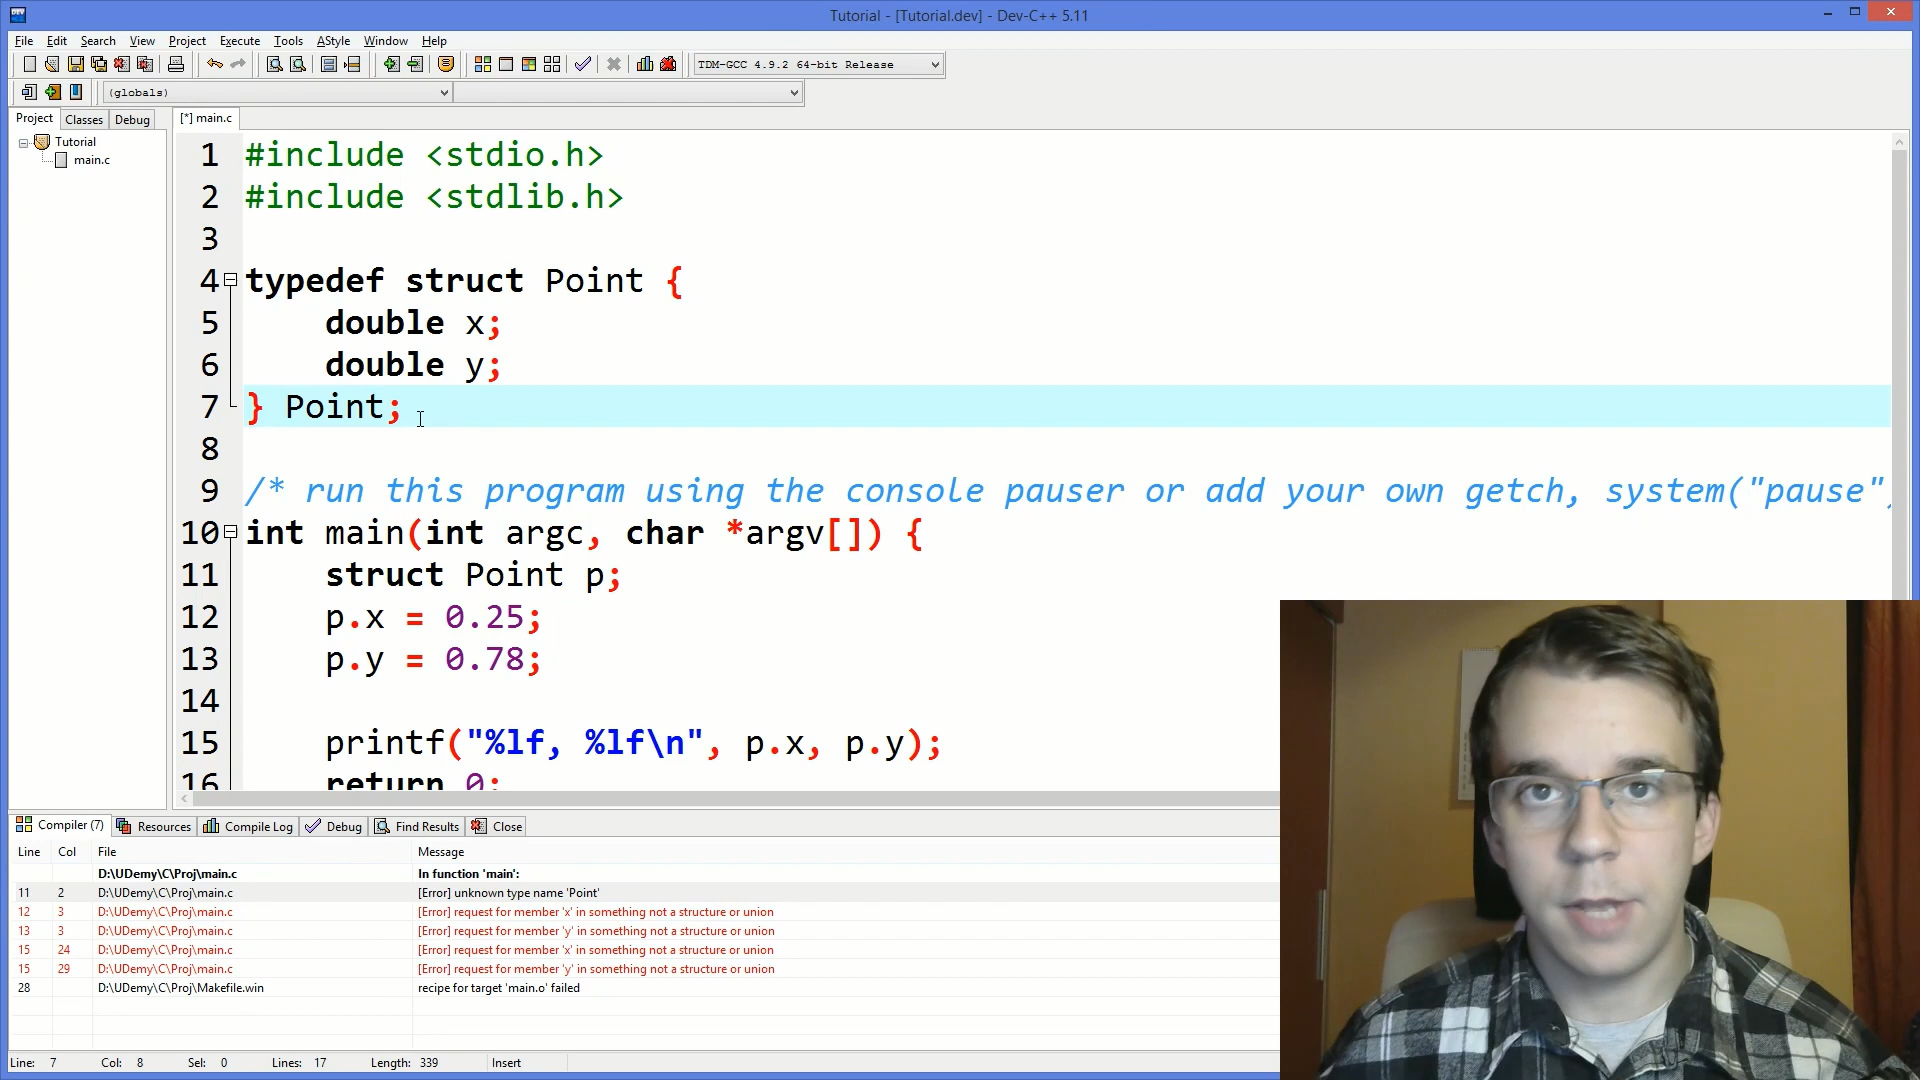 Tutorial - [Tutorial.dev] - Dev-C++ 5.11
File Edit Search View Project Execute Tools AStyle Window Help
TDM-GCC 4.9.2 64-bit Release
(globals)
Project Classes Debug
[*] main.c
Tutorial
main.c
1 #include <stdio.h>
2 #include <stdlib.h>
3
4 typedef struct Point {
5 double x;
6 double y;
7 } Point;
8
9 /* run this program using the console pauser or add your own getch, system("pause")
10 int main(int argc, char *argv[]) {
11 struct Point p;
12 p.x = 0.25;
13 p.y = 0.78;
14
15 printf("%lf, %lf\n", p.x, p.y);
16 return 0;
Compiler (7) Resources Compile Log Debug Find Results Close
Line Col File Message
D:\UDemy\C\Proj\main.c In function 'main':
11 2 D:\UDemy\C\Proj\main.c [Error] unknown type name 'Point'
12 3 D:\UDemy\C\Proj\main.c [Error] request for member 'x' in something not a structure or union
13 3 D:\UDemy\C\Proj\main.c [Error] request for member 'y' in something not a structure or union
15 24 D:\UDemy\C\Proj\main.c [Error] request for member 'x' in something not a structure or union
15 29 D:\UDemy\C\Proj\main.c [Error] request for member 'y' in something not a structure or union
28 D:\UDemy\C\Proj\Makefile.win recipe for target 'main.o' failed
Line: 7 Col: 8 Sel: 0 Lines: 17 Length: 339 Insert